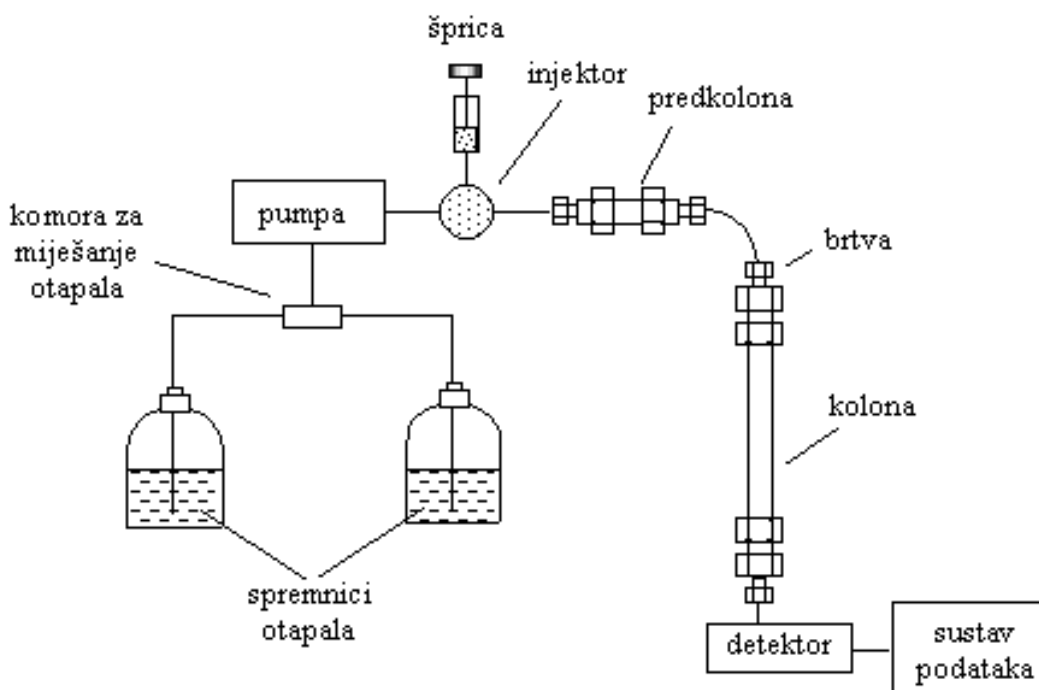 šprica
injektor
predkolona
pumpa
komora za
miješanje
otapala
brtva
kolona
spremnici
otapala
detektor
sustav
podataka